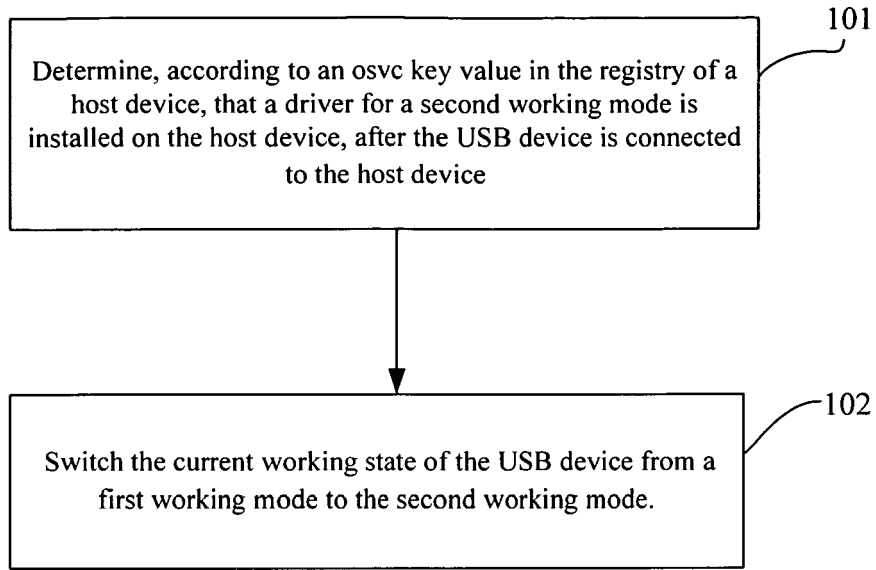 101
Determine, according to an osvc key value in the registry of a
host device, that a driver for a second working mode is
installed on the host device, after the USB device is connected
to the host device
102
Switch the current working state of the USB device from a
first working mode to the second working mode.